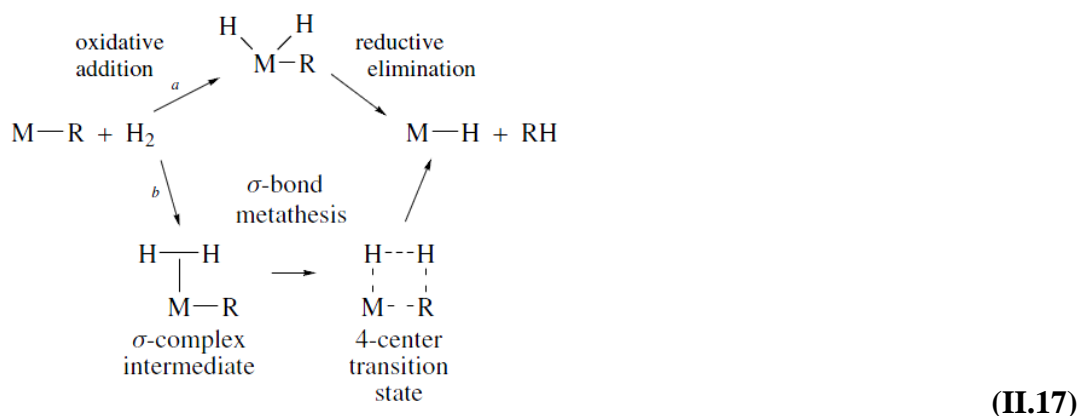 H H
oxidative reductive
addition M—R elimination
a
M—R + H2 M—H + RH
b σ-bond
metathesis
H—H H---H
M—R M- -R
σ-complex 4-center
intermediate transition
state
(II.17)